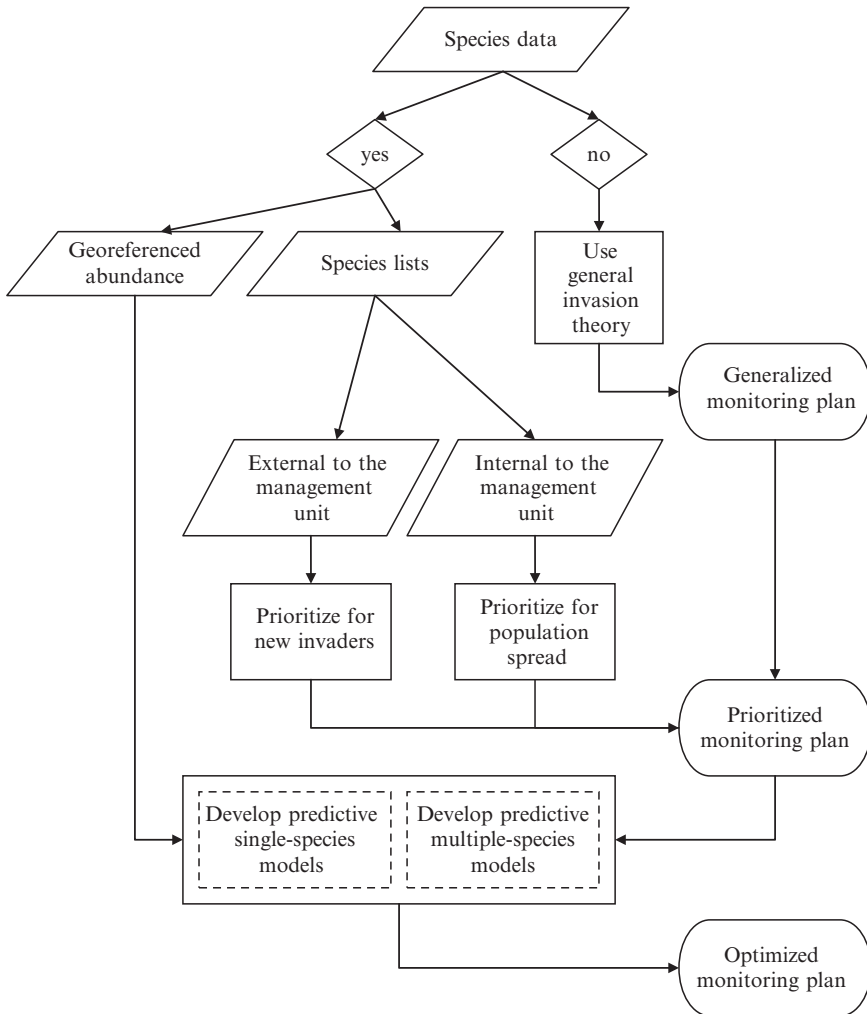 Species data
yes
no
Georeferenced
abundance
Species lists
Use
general
invasion
theory
Generalized
monitoring plan
External to the
management
unit
Internal to the
management
unit
Prioritize for
new invaders
Prioritize for
population
spread
Prioritized
monitoring plan
Develop predictive
single-species
models
Develop predictive
multiple-species
models
Optimized
monitoring plan